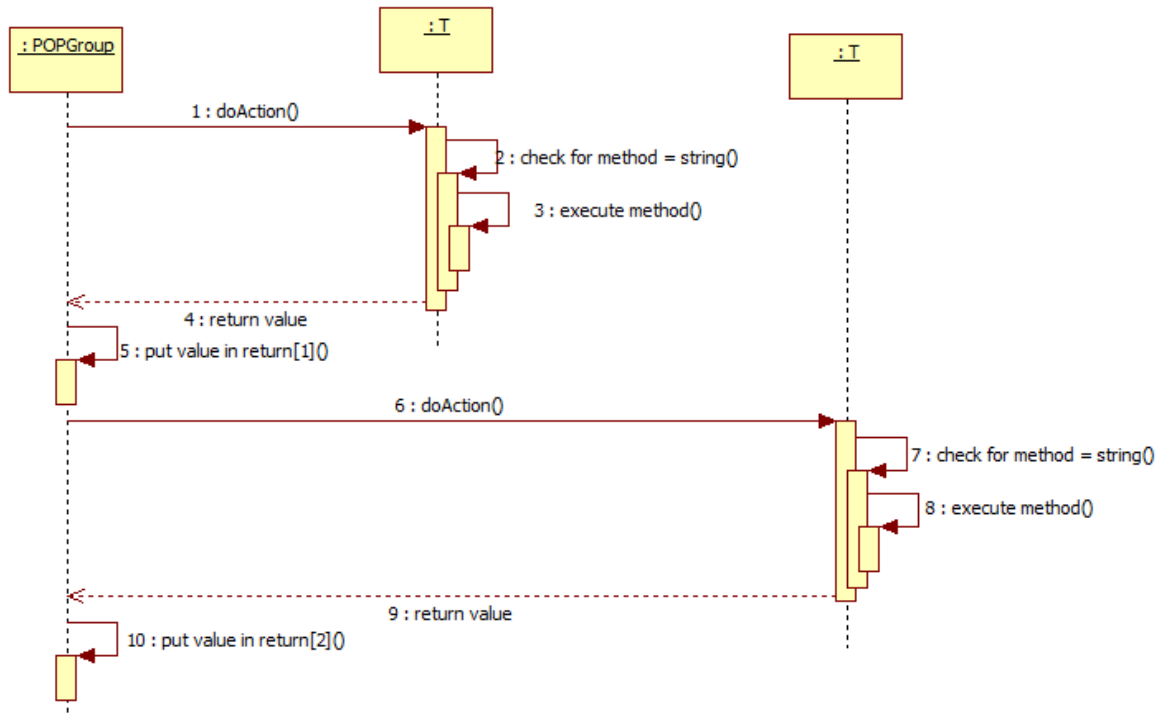 : POPGroup
: T
: T
1 : doAction()
2 : check for method = string()
3 : execute method()
4 : return value
5 : put value in return[1]()
6 : doAction()
7 : check for method = string()
8 : execute method()
9 : return value
10 : put value in return[2]()